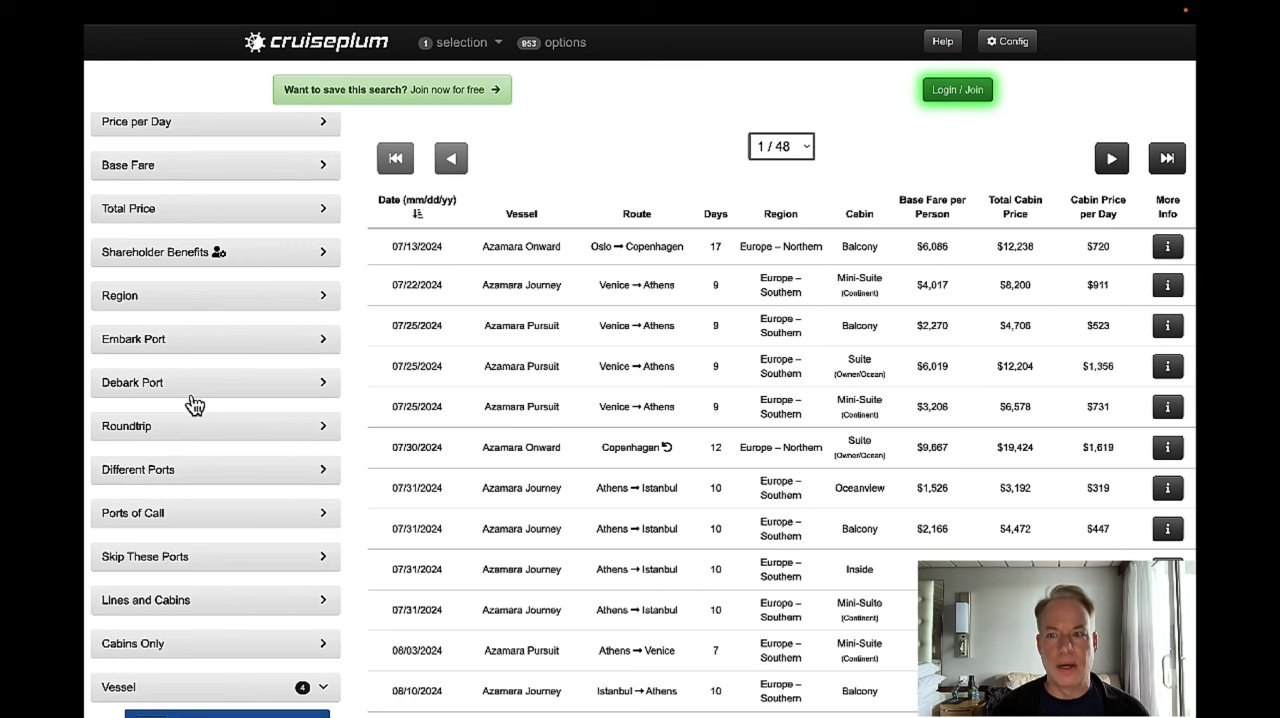 cruiseplum
1 selection
953 options
Help
Config
Want to save this search? Join now for free →
Login / Join
Price per Day
Base Fare
Total Price
Shareholder Benefits
Region
Embark Port
Debark Port
Roundtrip
Different Ports
Ports of Call
Skip These Ports
Lines and Cabins
Cabins Only
Vessel 4
1 / 48
Date (mm/dd/yy) Vessel Route Days Region Cabin Base Fare per Person Total Cabin Price Cabin Price per Day More Info
07/13/2024 Azamara Onward Oslo → Copenhagen 17 Europe – Northern Balcony $6,086 $12,238 $720
07/22/2024 Azamara Journey Venice → Athens 9 Europe – Southern Mini-Suite (Continent) $4,017 $8,200 $911
07/25/2024 Azamara Pursuit Venice → Athens 9 Europe – Southern Balcony $2,270 $4,706 $523
07/25/2024 Azamara Pursuit Venice → Athens 9 Europe – Southern Suite (Owner/Ocean) $6,019 $12,204 $1,356
07/25/2024 Azamara Pursuit Venice → Athens 9 Europe – Southern Mini-Suite (Continent) $3,206 $6,578 $731
07/30/2024 Azamara Onward Copenhagen 12 Europe – Northern Suite (Owner/Ocean) $9,667 $19,424 $1,619
07/31/2024 Azamara Journey Athens → Istanbul 10 Europe – Southern Oceanview $1,526 $3,192 $319
07/31/2024 Azamara Journey Athens → Istanbul 10 Europe – Southern Balcony $2,166 $4,472 $447
07/31/2024 Azamara Journey Athens → Istanbul 10 Europe – Southern Inside
07/31/2024 Azamara Journey Athens → Istanbul 10 Europe – Southern Mini-Suite (Continent)
08/03/2024 Azamara Pursuit Athens → Venice 7 Europe – Southern Mini-Suite (Continent)
08/10/2024 Azamara Journey Istanbul → Athens 10 Europe – Southern Balcony